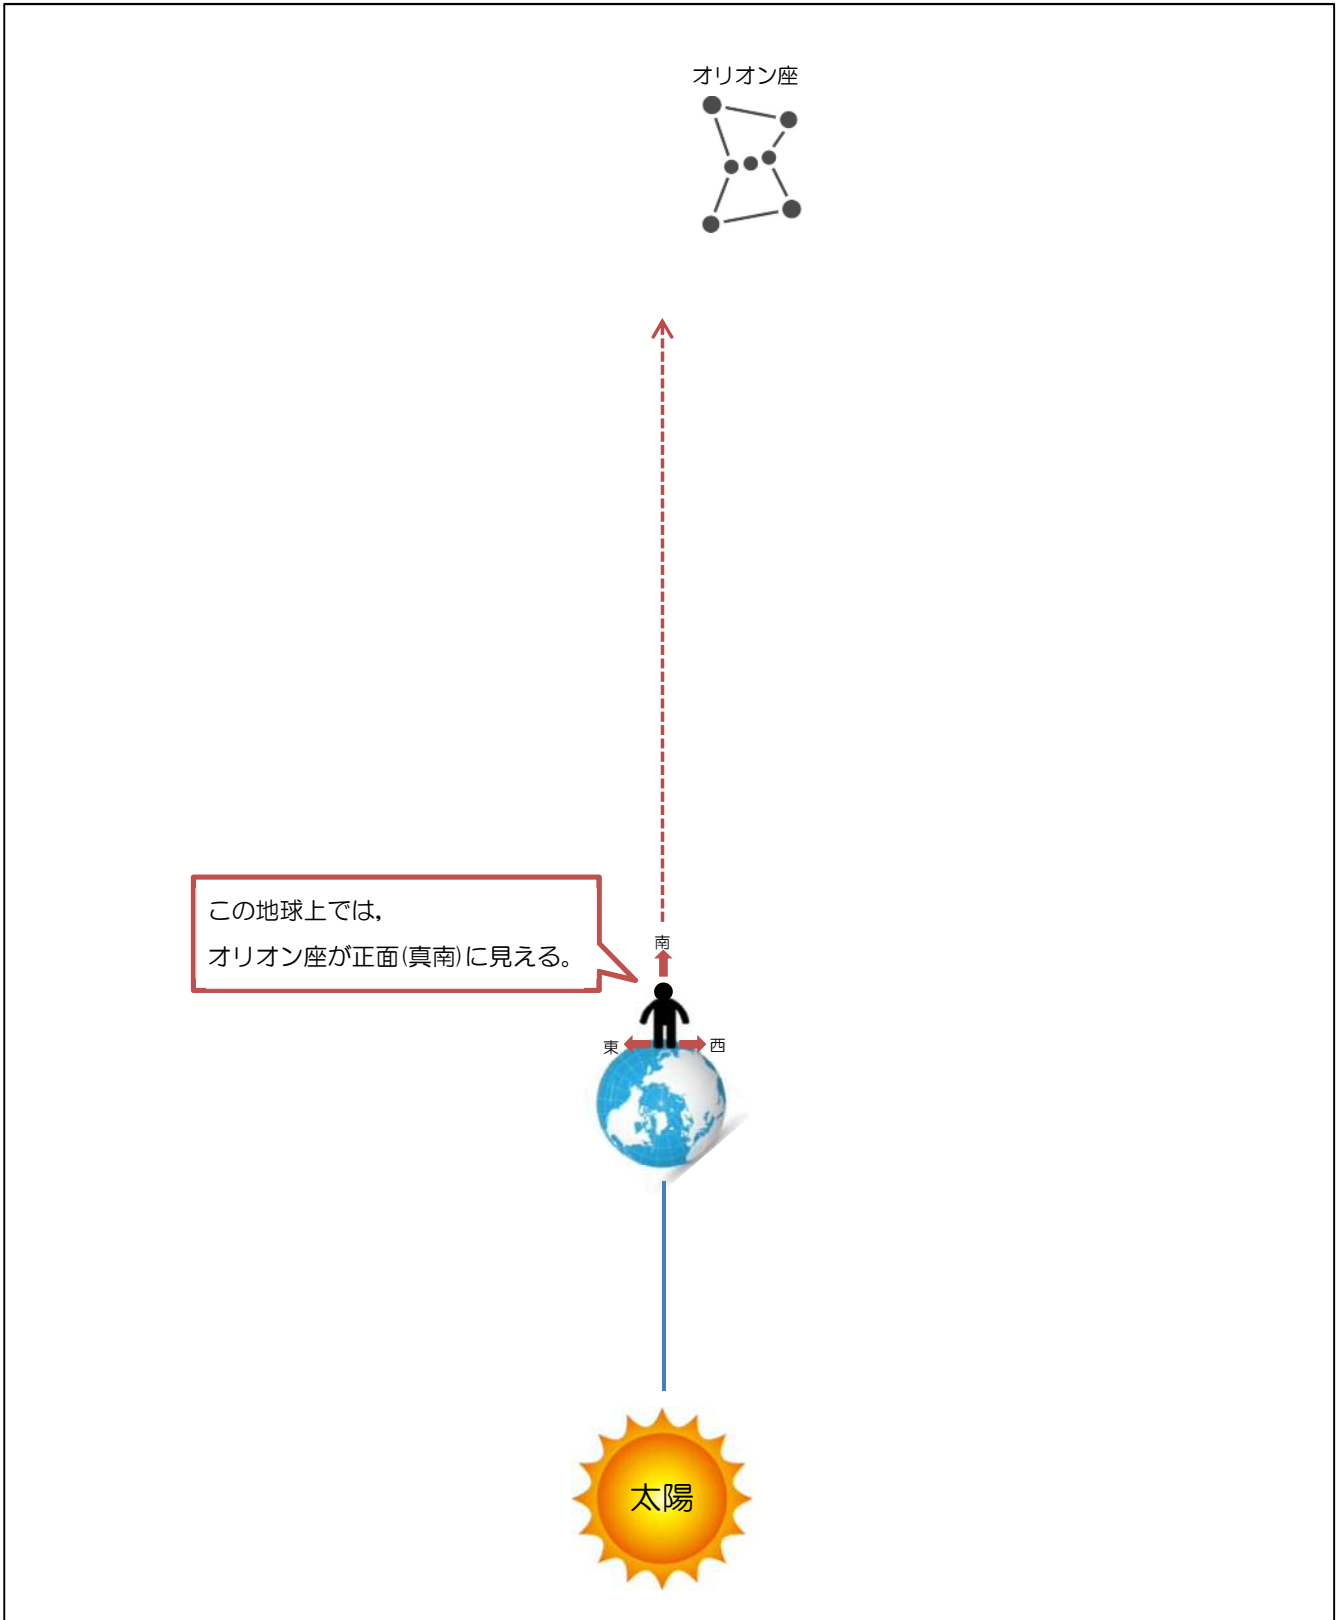 オリオン座
この地球上では,
オリオン座が正面(真南)に見える。
南
東
西
太陽